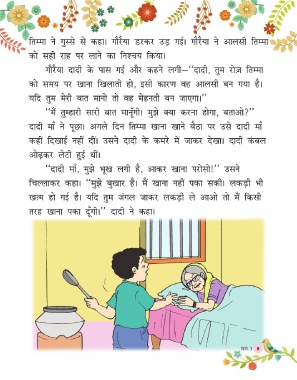 तिम्मा ने गुस्से से कहा। गौरैया डरकर उड़ गई। गौरैया ने आलसी तिम्मा
को सही राह पर लाने का निश्चय किया।
गौरैया दादी के पास गई और कहने लगी—“दादी, तुम रोज़ तिम्मा
को समय पर खाना खिलाती हो, इसी कारण वह आलसी बन गया है।
यदि तुम मेरी बात मानो तो वह मेहनती बन जाएगा।”
“मैं तुम्हारी सारी बात मानूँगी। मुझे क्या करना होगा, बताओ?”
दादी माँ ने पूछा। अगले दिन तिम्मा खाना खाने बैठा पर उसे दादी माँ
कहीं दिखाई नहीं दीं। उसने दादी के कमरे में जाकर देखा। दादी कंबल
ओढ़कर लेटी हुई थीं।
“दादी माँ, मुझे भूख लगी है, आकर खाना परोसो!” उसने
चिल्लाकर कहा। “मुझे बुखार है। मैं खाना नहीं पका सकी। लकड़ी भी
खत्म हो गई है। यदि तुम जंगल जाकर लकड़ी ले आओ तो मैं किसी
तरह खाना पका दूँगी।” दादी ने कहा।